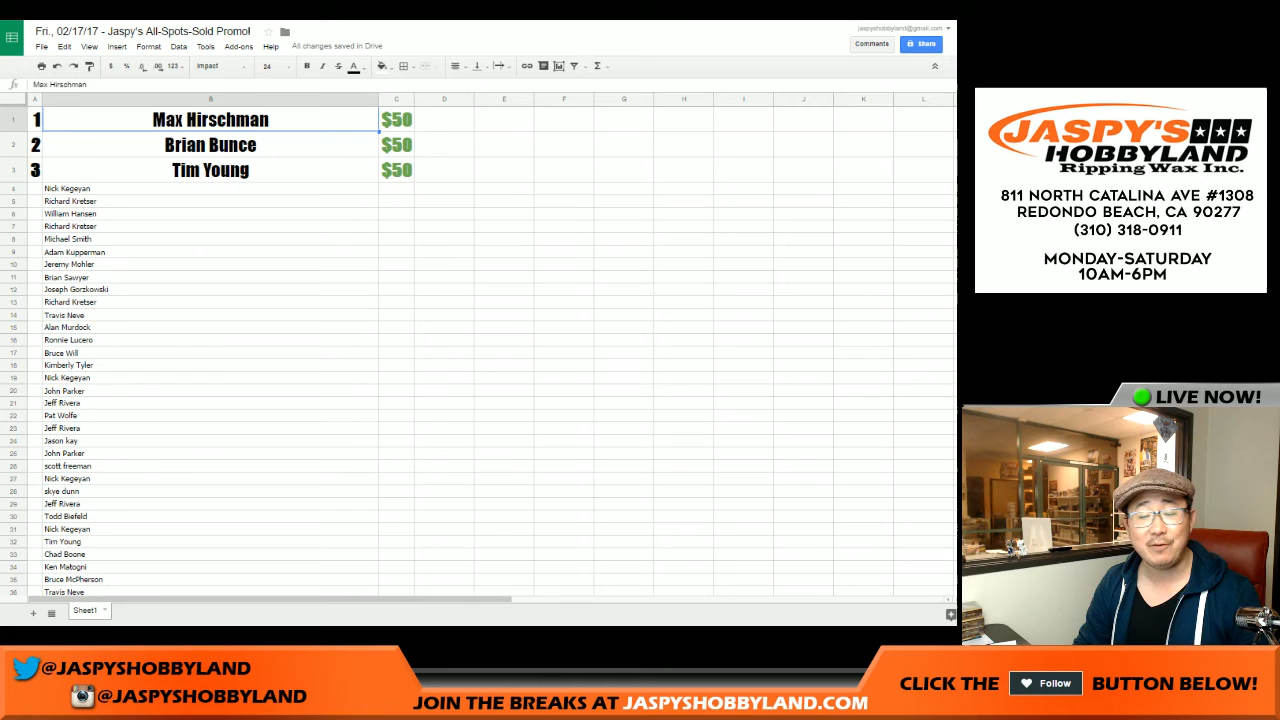 Fri., 02/17/17 - Jaspy's All-Spots-Sold Promo!
jaspyshobbyland@gmail.com
File Edit View Insert Format Data Tools Add-ons Help All changes saved in Drive
Comments Share
$ % .0 .00 123 Impact 24 B I S A
fx Max Hirschman
A B C D E F G H I J K L
1 Max Hirschman $50
2 Brian Bunce $50
3 Tim Young $50
4 Nick Kegeyan
5 Richard Kretser
6 William Hansen
7 Richard Kretser
8 Michael Smith
9 Adam Kupperman
10 Jeremy Mohler
11 Brian Sawyer
12 Joseph Gorzkowski
13 Richard Kretser
14 Travis Neve
15 Alan Murdock
16 Ronnie Lucero
17 Bruce Will
18 Kimberly Tyler
19 Nick Kegeyan
20 John Parker
21 Jeff Rivera
22 Pat Wolfe
23 Jeff Rivera
24 Jason kay
25 John Parker
26 scott freeman
27 Nick Kegeyan
28 skye dunn
29 Jeff Rivera
30 Todd Biefeld
31 Nick Kegeyan
32 Tim Young
33 Chad Boone
34 Ken Matogni
35 Bruce McPherson
36 Travis Neve
Sheet1
JASPY'S
HOBBYLAND
Ripping Wax Inc.
811 NORTH CATALINA AVE #1308
REDONDO BEACH, CA 90277
(310) 318-0911
MONDAY-SATURDAY
10AM-6PM
LIVE NOW!
@JASPYSHOBBYLAND
@JASPYSHOBBYLAND
JOIN THE BREAKS AT JASPYSHOBBYLAND.COM
CLICK THE Follow BUTTON BELOW!